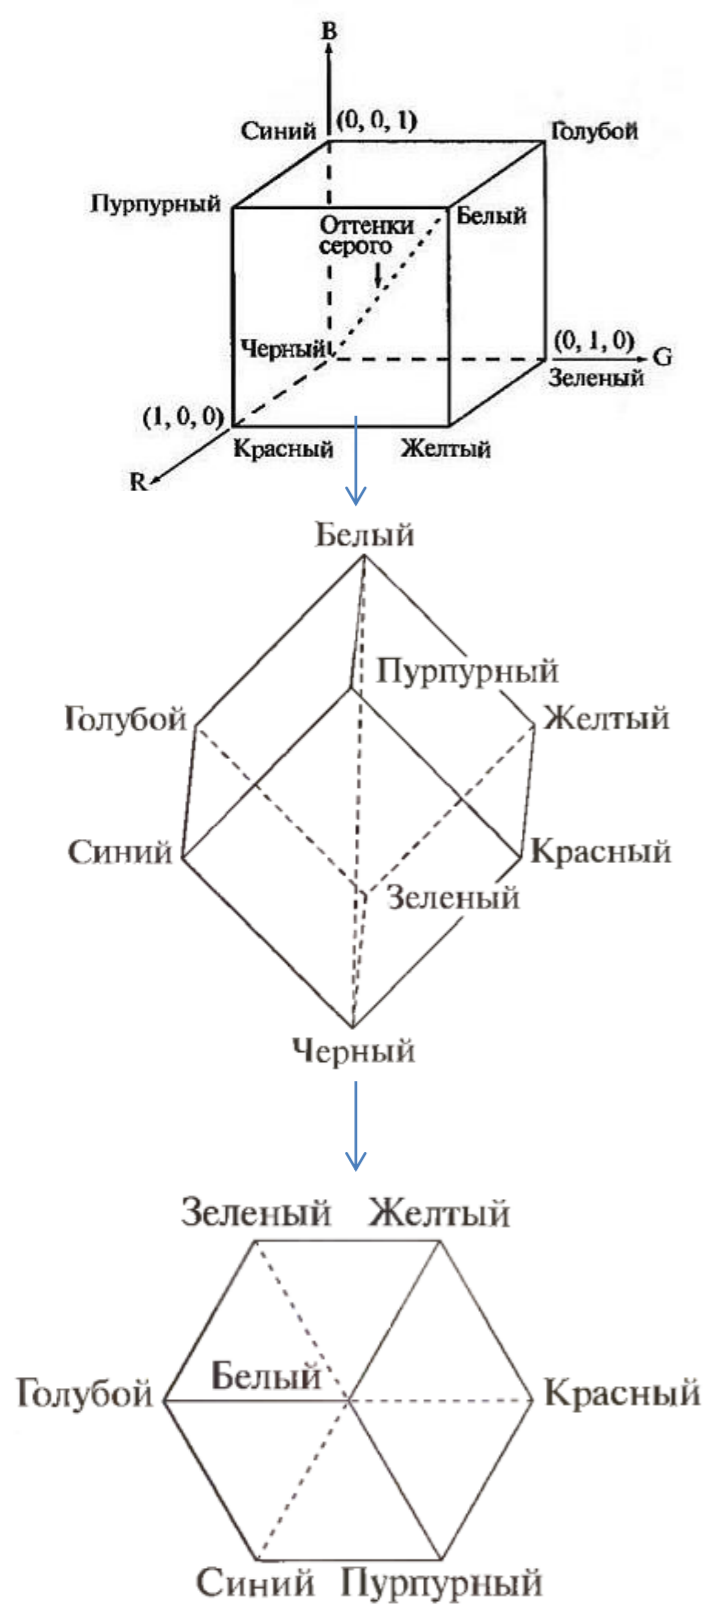 B
Синий (0, 0, 1) Голубой
Пурпурный Белый
Оттенки
серого
Черный (0, 1, 0) G
Зеленый
(1, 0, 0)
Красный Желтый
R
Белый
Пурпурный
Голубой Желтый
Синий Красный
Зеленый
Черный
Зеленый Желтый
Белый
Голубой Красный
Синий Пурпурный